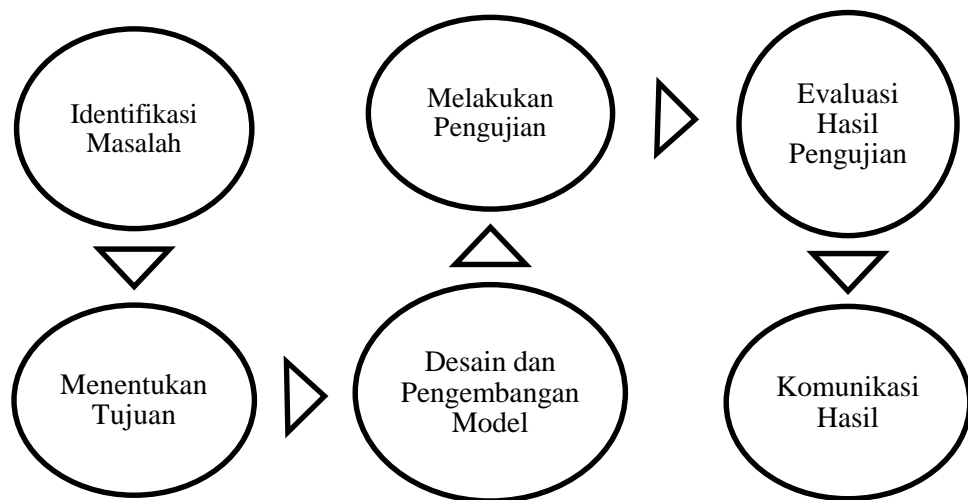 Identifikasi
Masalah
Menentukan
Tujuan
Desain dan
Pengembangan
Model
Melakukan
Pengujian
Evaluasi
Hasil
Pengujian
Komunikasi
Hasil